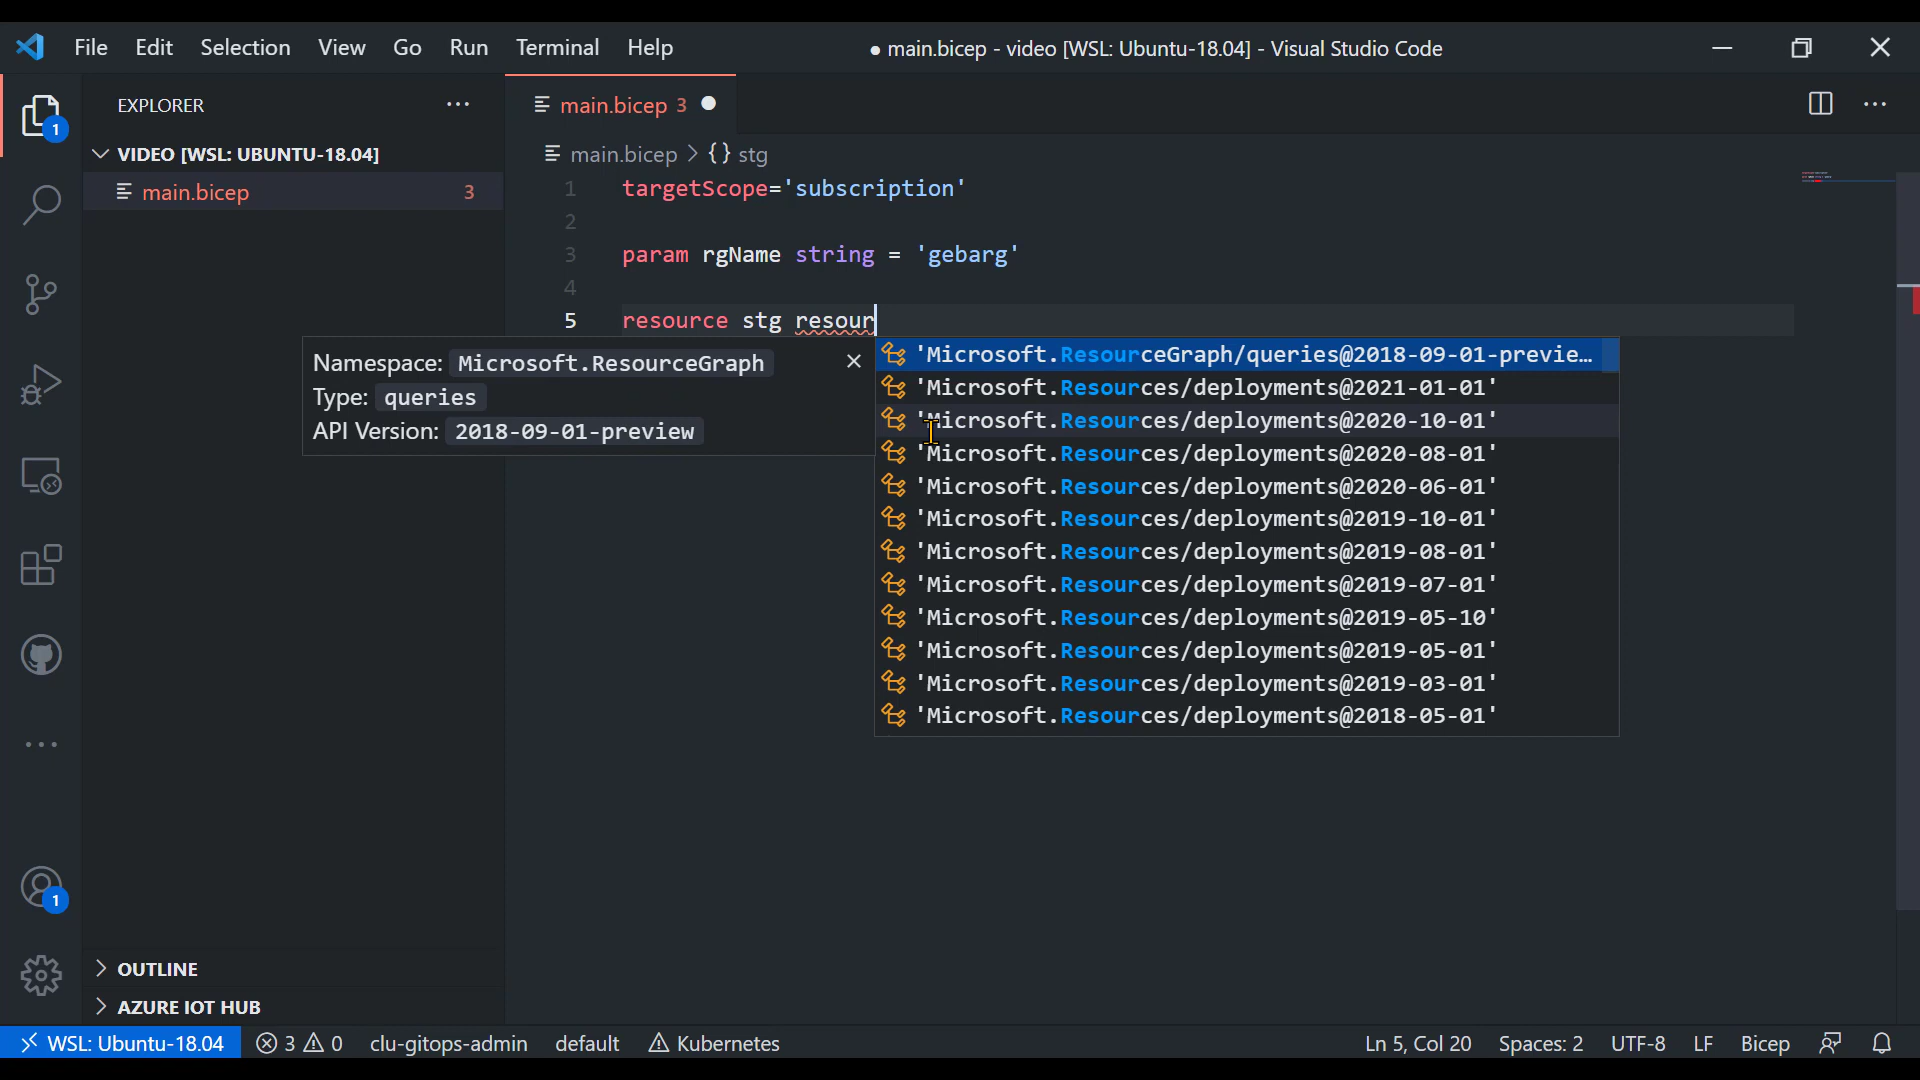 File Edit Selection View Go Run Terminal Help
● main.bicep - video [WSL: Ubuntu-18.04] - Visual Studio Code
EXPLORER
main.bicep 3
VIDEO [WSL: UBUNTU-18.04]
main.bicep 3
main.bicep > {} stg
1 targetScope='subscription'
2
3 param rgName string = 'gebarg'
4
5 resource stg resour
Namespace: Microsoft.ResourceGraph
Type: queries
API Version: 2018-09-01-preview
'Microsoft.ResourceGraph/queries@2018-09-01-previe…
'Microsoft.Resources/deployments@2021-01-01'
'Microsoft.Resources/deployments@2020-10-01'
'Microsoft.Resources/deployments@2020-08-01'
'Microsoft.Resources/deployments@2020-06-01'
'Microsoft.Resources/deployments@2019-10-01'
'Microsoft.Resources/deployments@2019-08-01'
'Microsoft.Resources/deployments@2019-07-01'
'Microsoft.Resources/deployments@2019-05-10'
'Microsoft.Resources/deployments@2019-05-01'
'Microsoft.Resources/deployments@2019-03-01'
'Microsoft.Resources/deployments@2018-05-01'
1
1
OUTLINE
AZURE IOT HUB
WSL: Ubuntu-18.04 3 0 clu-gitops-admin default Kubernetes
Ln 5, Col 20 Spaces: 2 UTF-8 LF Bicep